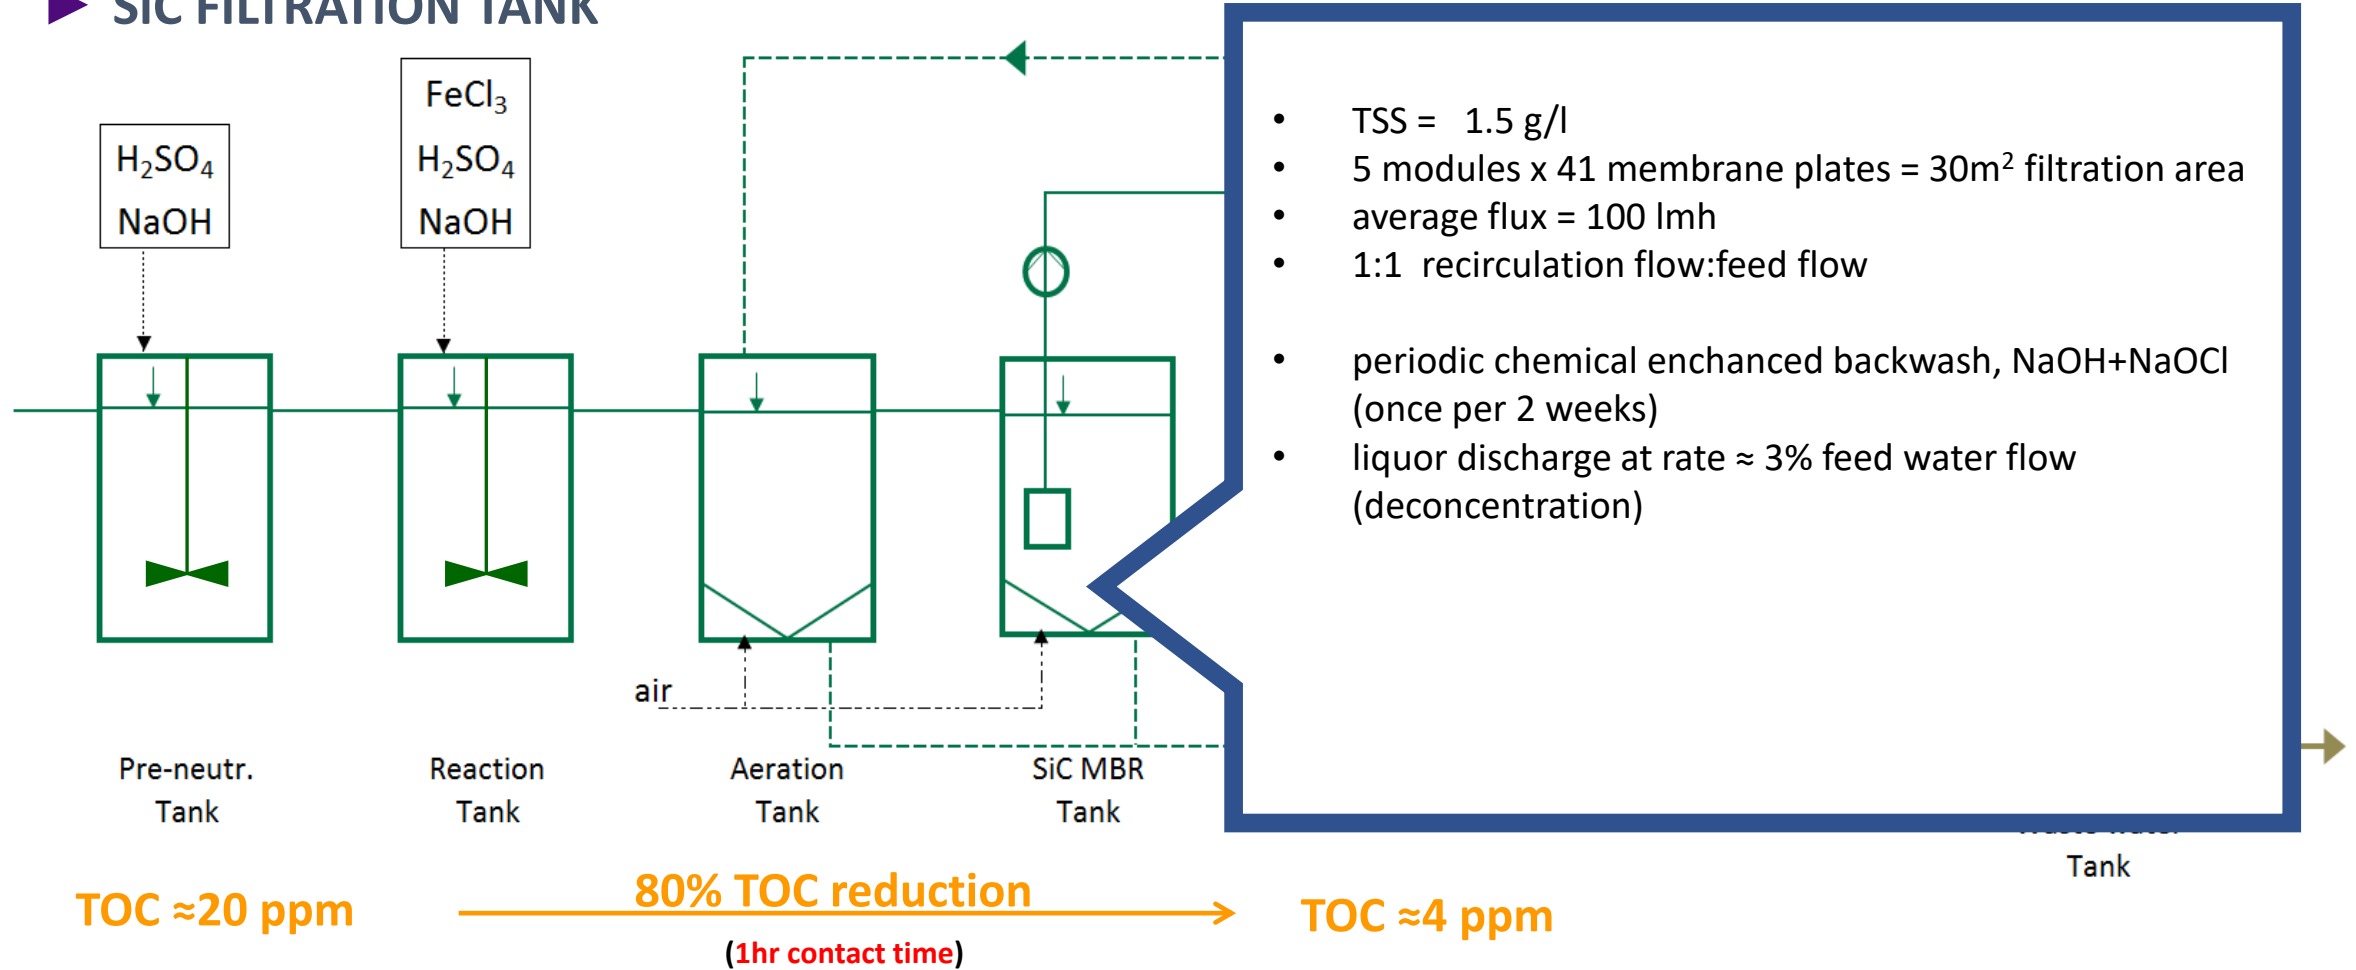 SiC FILTRATION TANK
H₂SO₄
NaOH
FeCl₃
H₂SO₄
NaOH
• TSS = 1.5 g/l
• 5 modules x 41 membrane plates = 30m² filtration area
• average flux = 100 lmh
• 1:1 recirculation flow:feed flow
• periodic chemical enchanced backwash, NaOH+NaOCl
(once per 2 weeks)
• liquor discharge at rate ≈ 3% feed water flow
(deconcentration)
air
Pre-neutr.
Tank
Reaction
Tank
Aeration
Tank
SiC MBR
Tank
Tank
TOC ≈20 ppm
80% TOC reduction
(1hr contact time)
TOC ≈4 ppm